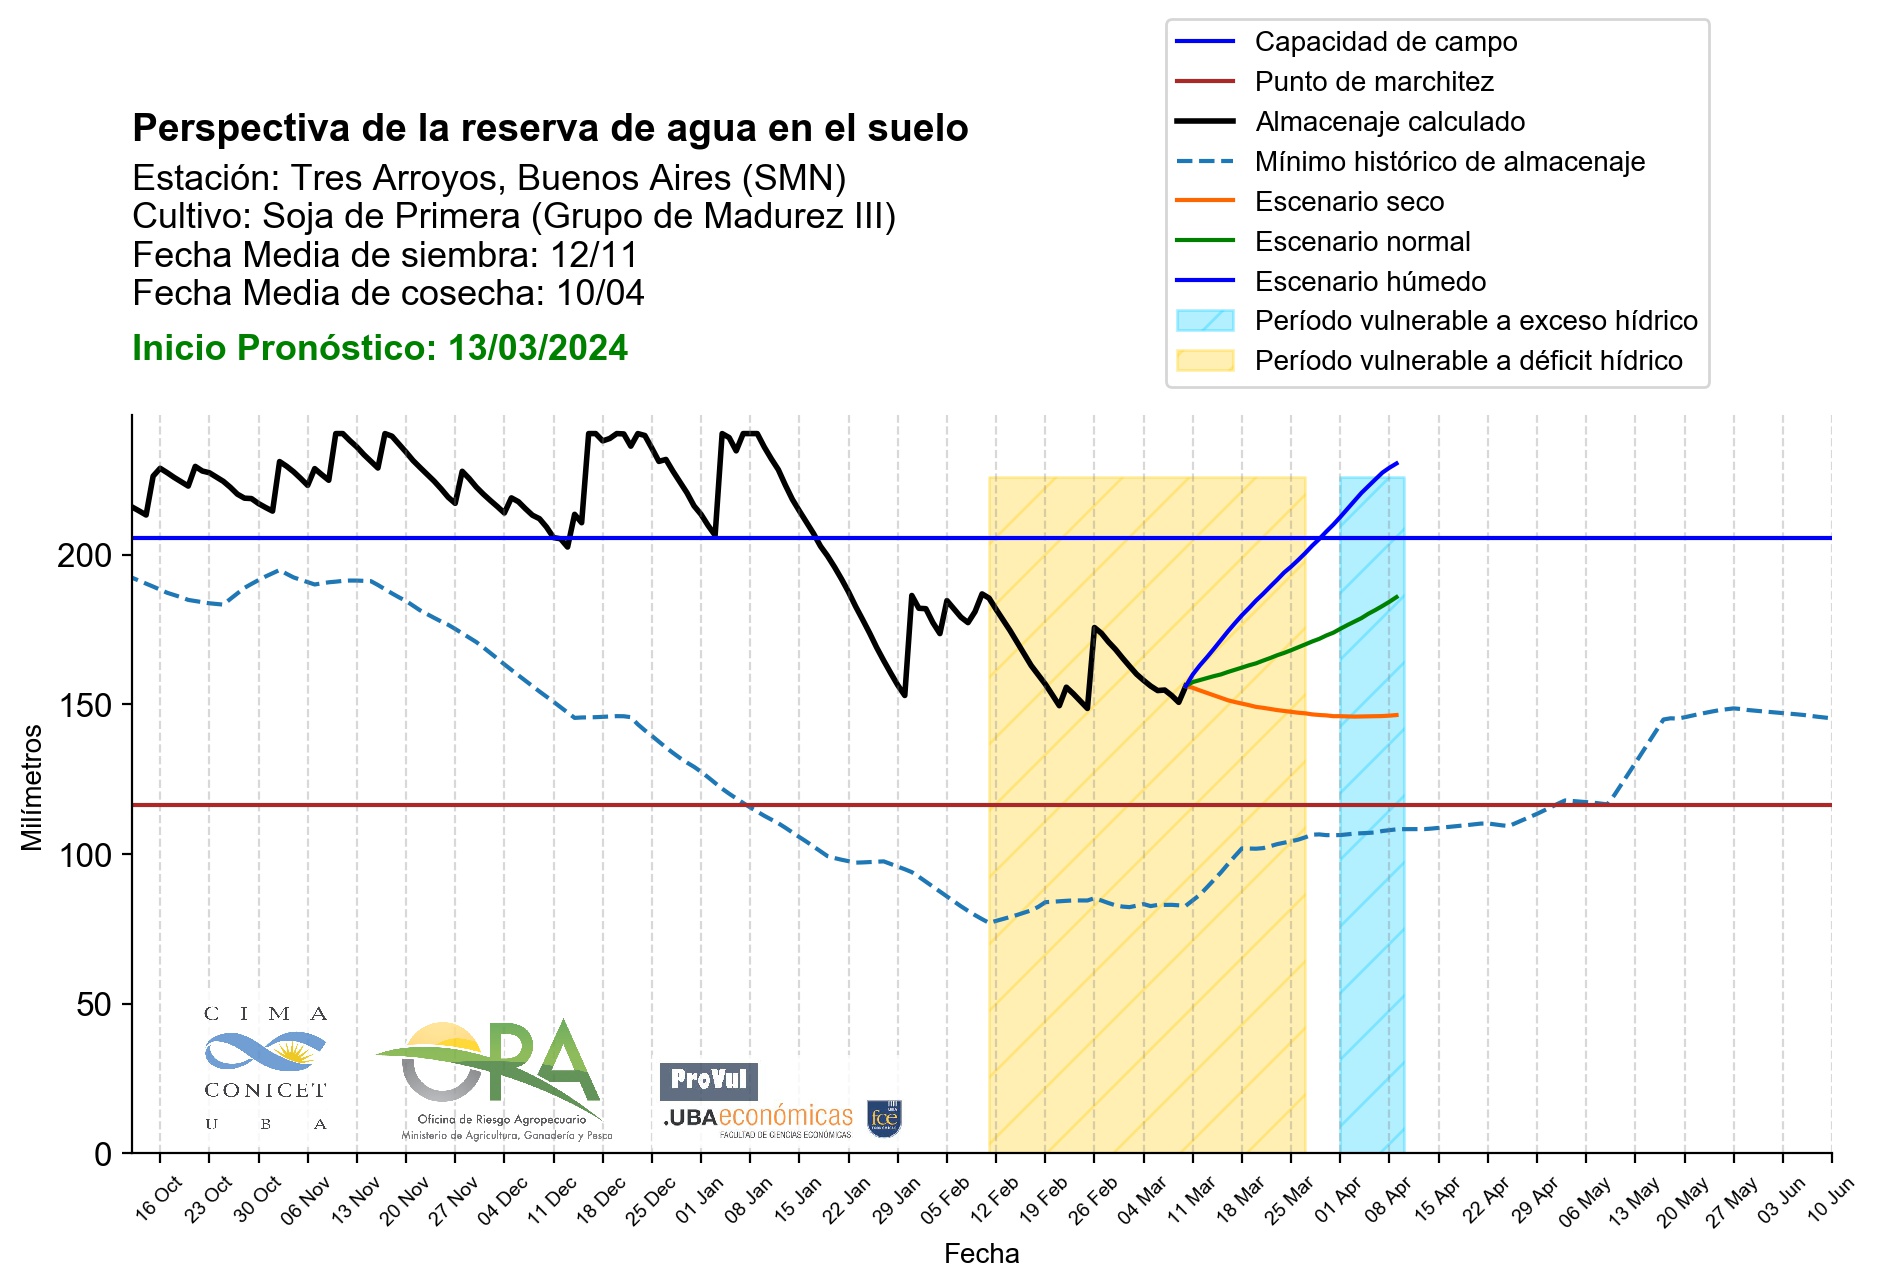 Perspectiva de la reserva de agua en el suelo
Estación: Tres Arroyos, Buenos Aires (SMN)
Cultivo: Soja de Primera (Grupo de Madurez III)
Fecha Media de siembra: 12/11
Fecha Media de cosecha: 10/04
Inicio Pronóstico: 13/03/2024
Capacidad de campo
Punto de marchitez
Almacenaje calculado
Mínimo histórico de almacenaje
Escenario seco
Escenario normal
Escenario húmedo
Período vulnerable a exceso hídrico
Período vulnerable a déficit hídrico
Milímetros
200
150
100
50
0
CIMA
CONICET
UBA
ORA
Oficina de Riesgo Agropecuario
Ministerio de Agricultura, Ganadería y Pesca
ProVul
.UBAeconómicas
FACULTAD DE CIENCIAS ECONÓMICAS
fce
16 Oct 23 Oct 30 Oct 06 Nov 13 Nov 20 Nov 27 Nov 04 Dec 11 Dec 18 Dec 25 Dec 01 Jan 08 Jan 15 Jan 22 Jan 29 Jan 05 Feb 12 Feb 19 Feb 26 Feb 04 Mar 11 Mar 18 Mar 25 Mar 01 Apr 08 Apr 15 Apr 22 Apr 29 Apr 06 May 13 May 20 May 27 May 03 Jun 10 Jun
Fecha